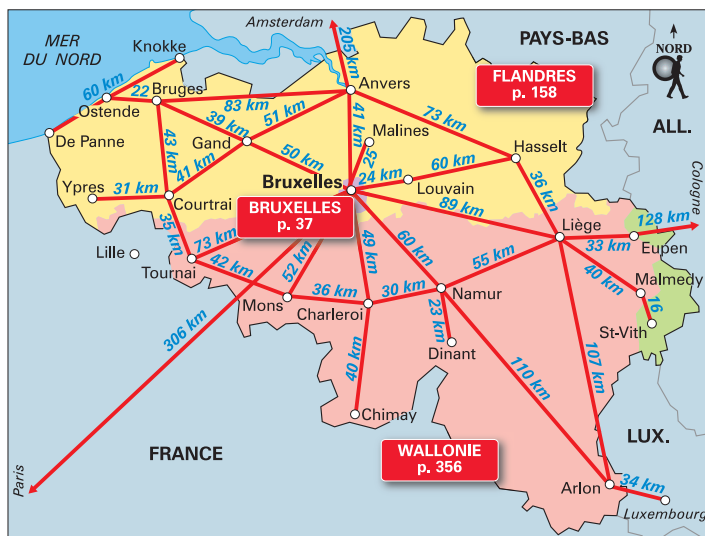 Amsterdam
MER
DU NORD
Knokke
PAYS-BAS
NORD
205 km
60 km
22
Ostende
Bruges
83 km
Anvers
FLANDRES
p. 158
De Panne
39 km
51 km
41 km
Malines
73 km
ALL.
43 km
Gand
25
Hasselt
Cologne
41 km
50 km
24 km
60 km
Ypres
31 km
Courtrai
Bruxelles
Louvain
36 km
BRUXELLES
p. 37
89 km
Liège
128 km
35 km
33 km
Eupen
Lille
73 km
49 km
60 km
55 km
40 km
Malmedy
Tournai
42 km
52 km
16
Mons
36 km
30 km
Namur
St-Vith
Charleroi
23 km
306 km
Dinant
107 km
40 km
110 km
Chimay
FRANCE
WALLONIE
p. 356
LUX.
Paris
Arlon
34 km
Luxembourg